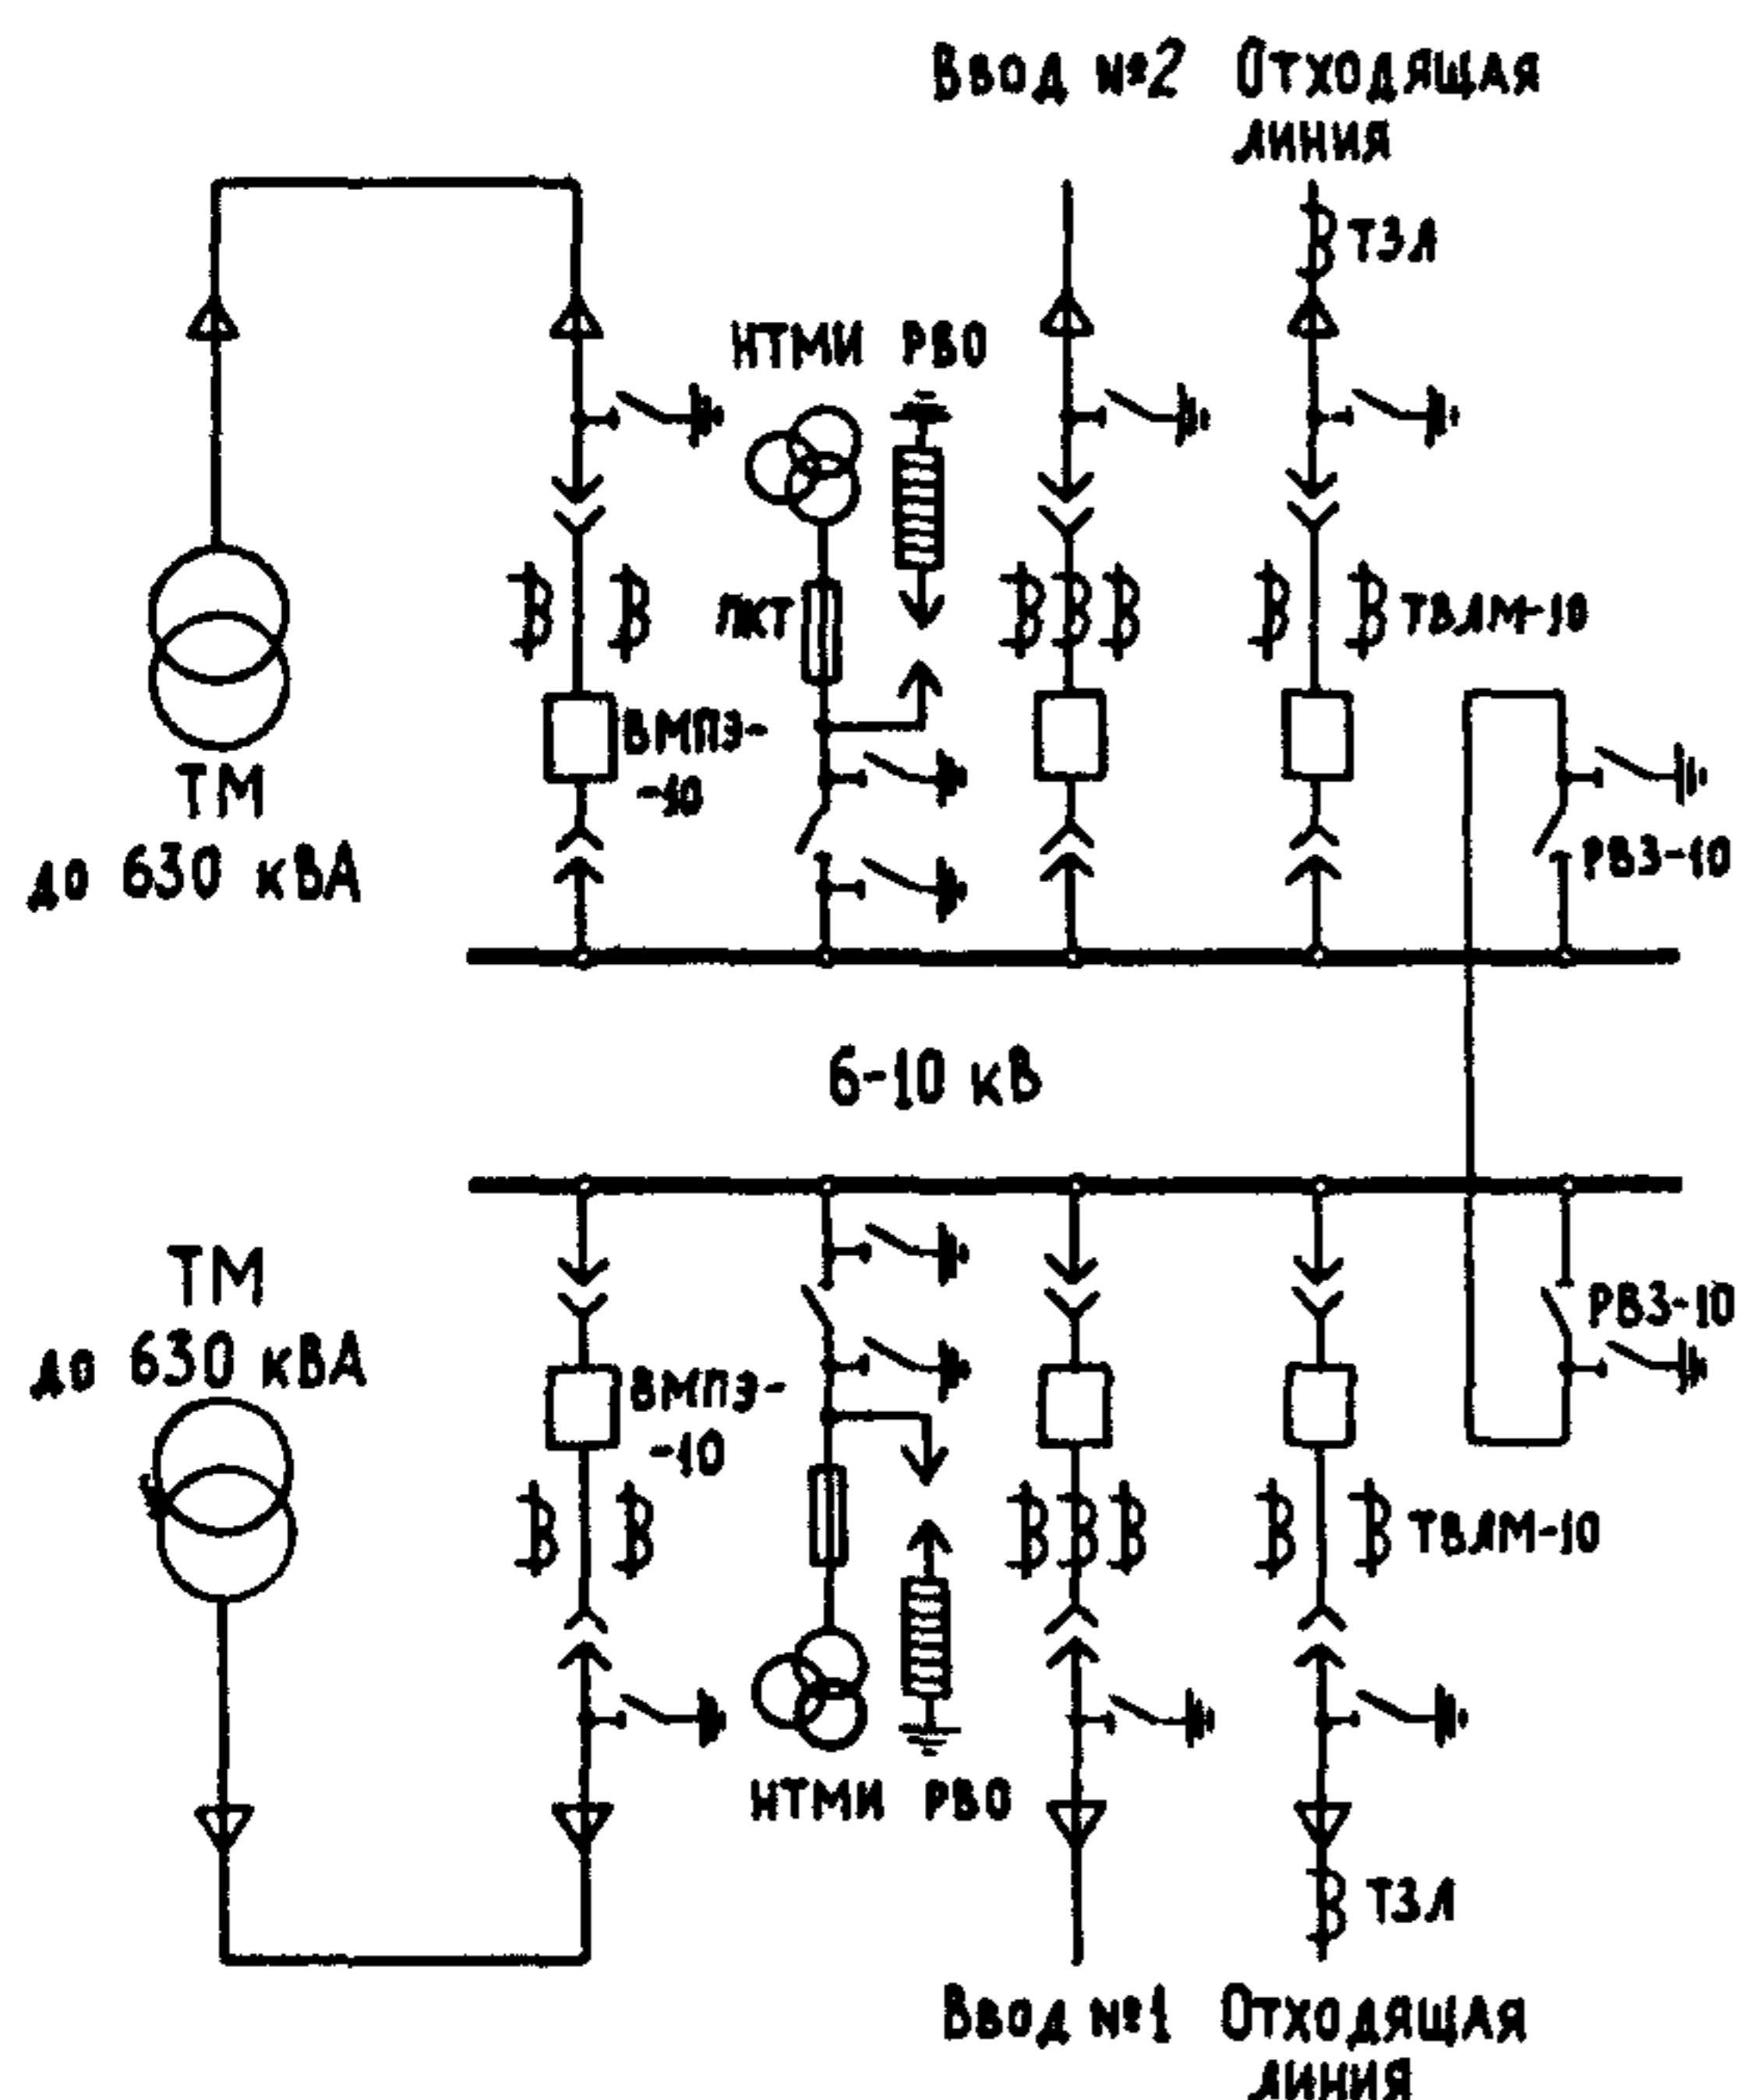 Ввод №2 Отходящая
линия
ТЗЛ
НТМИ РВО
ПКТ
ТВЛМ-10
ВМПЭ-
-10
ТМ
до 630 кВА
РВЗ-10
6-10 кВ
ТМ
до 630 кВА
РВЗ-10
ВМПЭ-
-10
ТВЛМ-10
НТМИ РВО
ТЗЛ
Ввод №1 Отходящая
линия